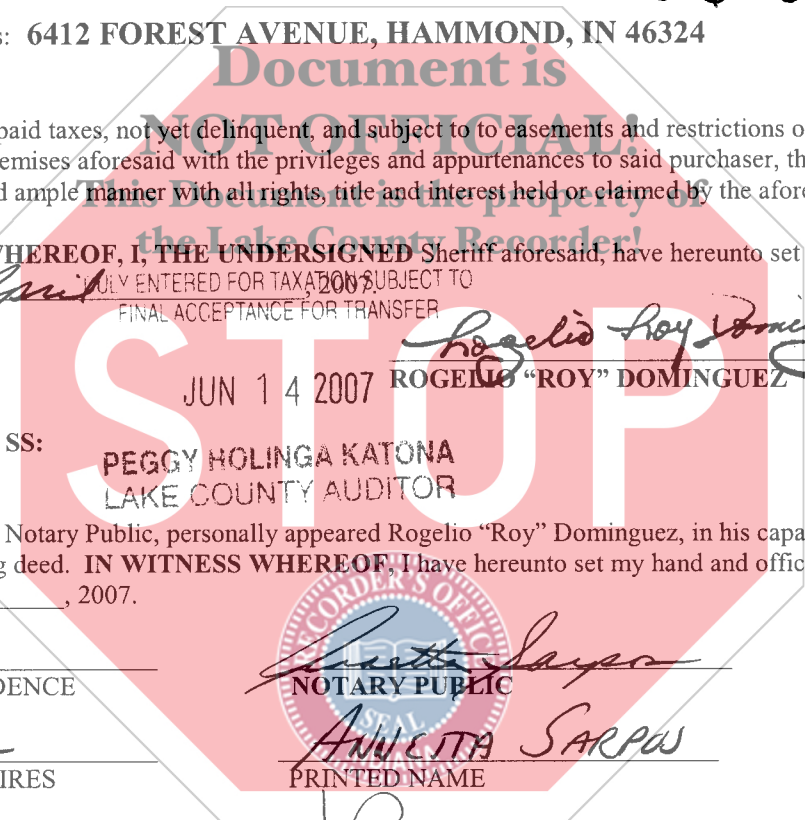 s: 6412 FOREST AVENUE, HAMMOND, IN 46324
Document is
NOT OFFICIAL!
paid taxes, not yet delinquent, and subject to to easements and restrictions o
emises aforesaid with the privileges and appurtenances to said purchaser, th
d ample manner with all rights, title and interest held or claimed by the afore
This Document is the property of
the Lake County Recorder!
WHEREOF, I, THE UNDERSIGNED Sheriff aforesaid, have hereunto set
April , 2007.
DULY ENTERED FOR TAXATION SUBJECT TO
FINAL ACCEPTANCE FOR TRANSFER
STOP
Rogelio Roy Domi
JUN 14 2007
ROGELIO “ROY” DOMINGUEZ
SS:
PEGGY HOLINGA KATONA
LAKE COUNTY AUDITOR
Notary Public, personally appeared Rogelio “Roy” Dominguez, in his capa
g deed. IN WITNESS WHEREOF, I have hereunto set my hand and offic
, 2007.
RECORDER'S OFFICE
SEAL
INDIANA
DENCE
NOTARY PUBLIC
IRES
PRINTED NAME